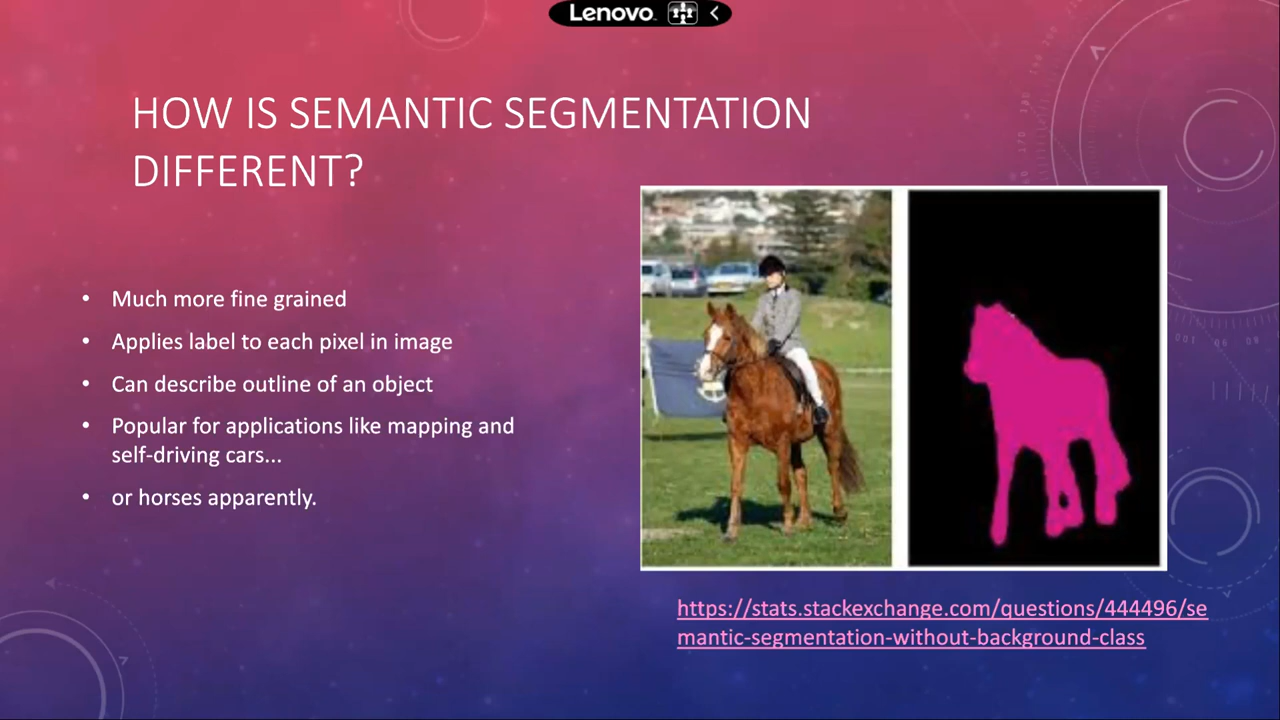 Lenovo
HOW IS SEMANTIC SEGMENTATION
DIFFERENT?
• Much more fine grained
• Applies label to each pixel in image
• Can describe outline of an object
• Popular for applications like mapping and
self-driving cars...
• or horses apparently.
https://stats.stackexchange.com/questions/444496/se
mantic-segmentation-without-background-class